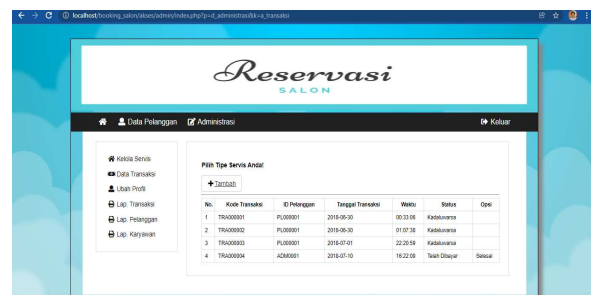 localhost/booking_salon/akses/admin/index.php?p=d_administrasi&k=a_transaksi
Reservasi
SALON
Data Pelanggan Administrasi Keluar
Kelola Servis
Data Transaksi
Ubah Profil
Lap. Transaksi
Lap. Pelanggan
Lap. Karyawan
Pilih Tipe Servis Anda!
Tambah
No. Kode Transaksi ID Pelanggan Tanggal Transaksi Waktu Status Opsi
1 TRA000001 PL000001 2018-06-30 00:33:06 Kadaluwarsa
2 TRA000002 PL000001 2018-06-30 01:07:38 Kadaluwarsa
3 TRA000003 PL000001 2018-07-01 22:20:59 Kadaluwarsa
4 TRA000004 ADM0001 2018-07-10 16:22:09 Telah Dibayar Selesai